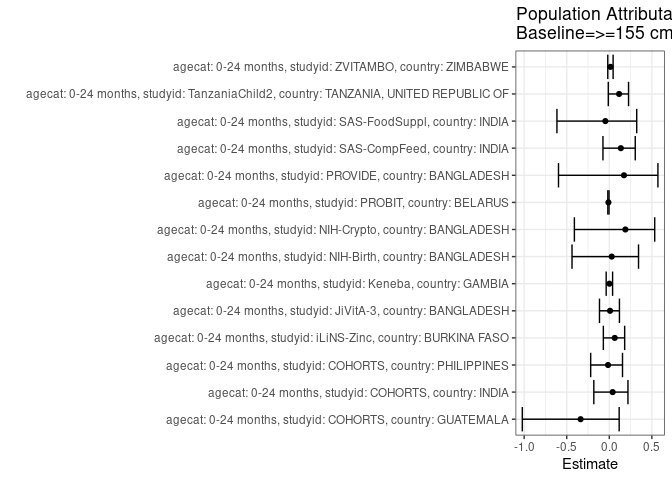 Population Attributa
Baseline=>=155 cm
agecat: 0-24 months, studyid: ZVITAMBO, country: ZIMBABWE
agecat: 0-24 months, studyid: TanzaniaChild2, country: TANZANIA, UNITED REPUBLIC OF
agecat: 0-24 months, studyid: SAS-FoodSuppl, country: INDIA
agecat: 0-24 months, studyid: SAS-CompFeed, country: INDIA
agecat: 0-24 months, studyid: PROVIDE, country: BANGLADESH
agecat: 0-24 months, studyid: PROBIT, country: BELARUS
agecat: 0-24 months, studyid: NIH-Crypto, country: BANGLADESH
agecat: 0-24 months, studyid: NIH-Birth, country: BANGLADESH
agecat: 0-24 months, studyid: Keneba, country: GAMBIA
agecat: 0-24 months, studyid: JiVitA-3, country: BANGLADESH
agecat: 0-24 months, studyid: iLiNS-Zinc, country: BURKINA FASO
agecat: 0-24 months, studyid: COHORTS, country: PHILIPPINES
agecat: 0-24 months, studyid: COHORTS, country: INDIA
agecat: 0-24 months, studyid: COHORTS, country: GUATEMALA
-1.0 -0.5 0.0 0.5
Estimate